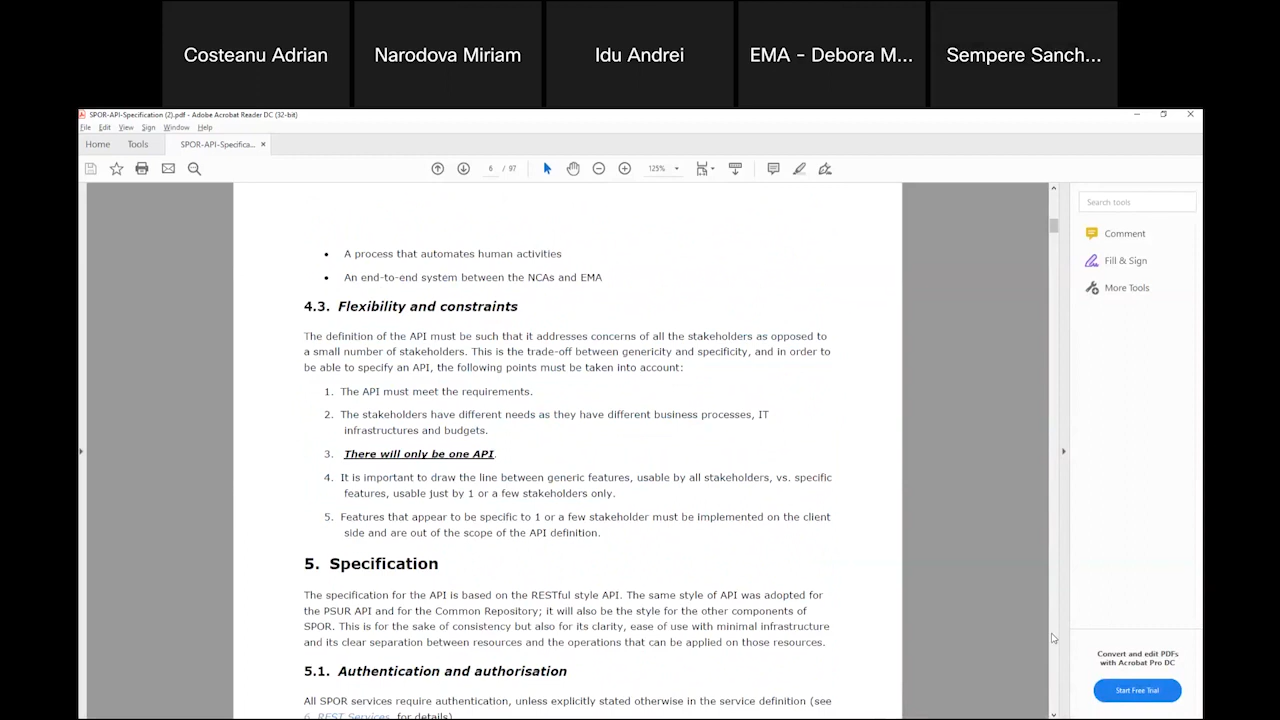 Costeanu Adrian
Narodova Miriam
Idu Andrei
EMA - Debora M...
Sempere Sanch...
SPOR-API-Specification (2).pdf - Adobe Acrobat Reader DC (32-bit)
File Edit View Sign Window Help
Home Tools SPOR-API-Specifica... ×
6 / 97 125%
Search tools
Comment
Fill & Sign
More Tools
• A process that automates human activities
• An end-to-end system between the NCAs and EMA
4.3. Flexibility and constraints
The definition of the API must be such that it addresses concerns of all the stakeholders as opposed to
a small number of stakeholders. This is the trade-off between genericity and specificity, and in order to
be able to specify an API, the following points must be taken into account:
1. The API must meet the requirements.
2. The stakeholders have different needs as they have different business processes, IT
infrastructures and budgets.
3. There will only be one API.
4. It is important to draw the line between generic features, usable by all stakeholders, vs. specific
features, usable just by 1 or a few stakeholders only.
5. Features that appear to be specific to 1 or a few stakeholder must be implemented on the client
side and are out of the scope of the API definition.
5. Specification
The specification for the API is based on the RESTful style API. The same style of API was adopted for
the PSUR API and for the Common Repository; it will also be the style for the other components of
SPOR. This is for the sake of consistency but also for its clarity, ease of use with minimal infrastructure
and its clear separation between resources and the operations that can be applied on those resources.
5.1. Authentication and authorisation
All SPOR services require authentication, unless explicitly stated otherwise in the service definition (see
6. REST Services for details).
Convert and edit PDFs
with Acrobat Pro DC
Start Free Trial